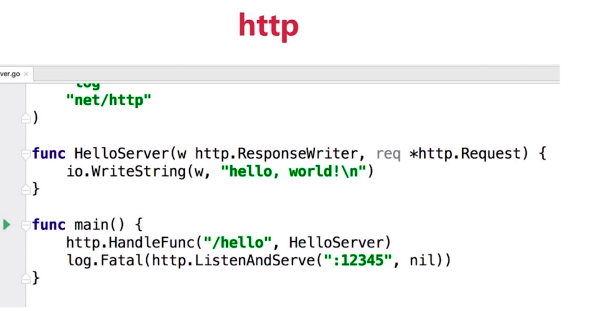 http
ver.go ×
"log"
"net/http"
)
func HelloServer(w http.ResponseWriter, req *http.Request) {
io.WriteString(w, "hello, world!\n")
}
func main() {
http.HandleFunc("/hello", HelloServer)
log.Fatal(http.ListenAndServe(":12345", nil))
}